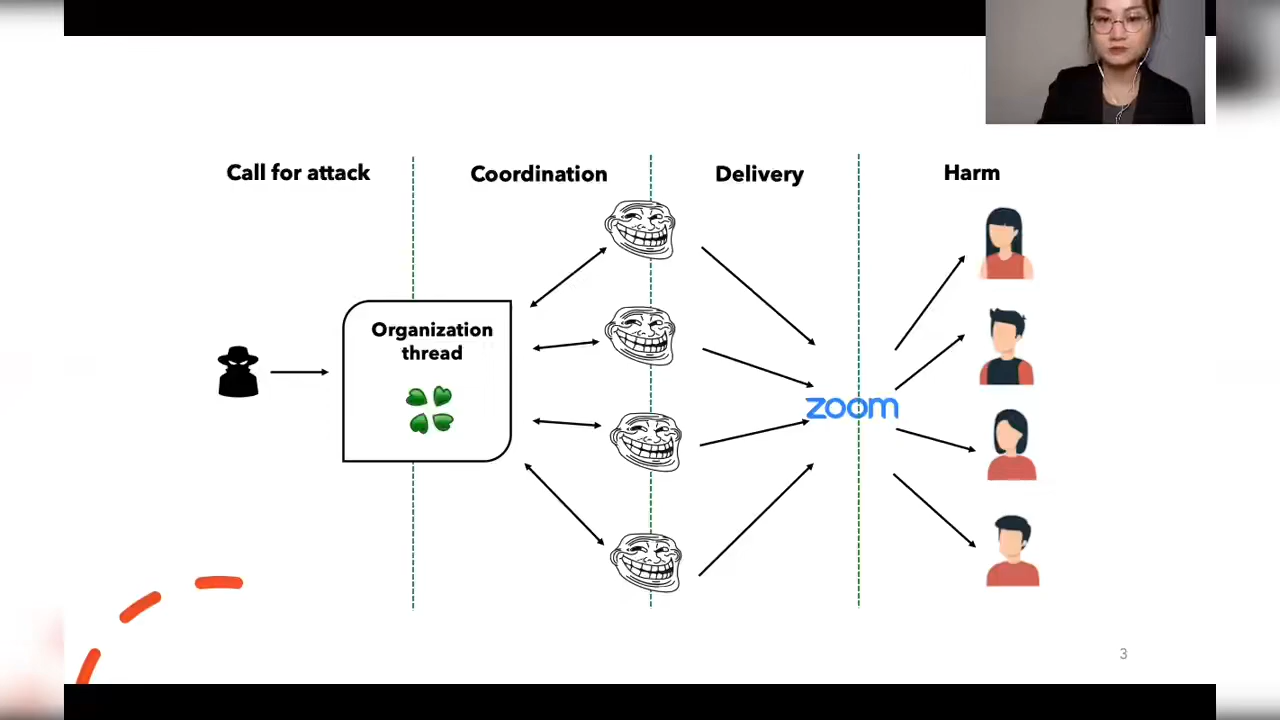 Call for attack
Coordination
Delivery
Harm
Organization
thread
zoom
3